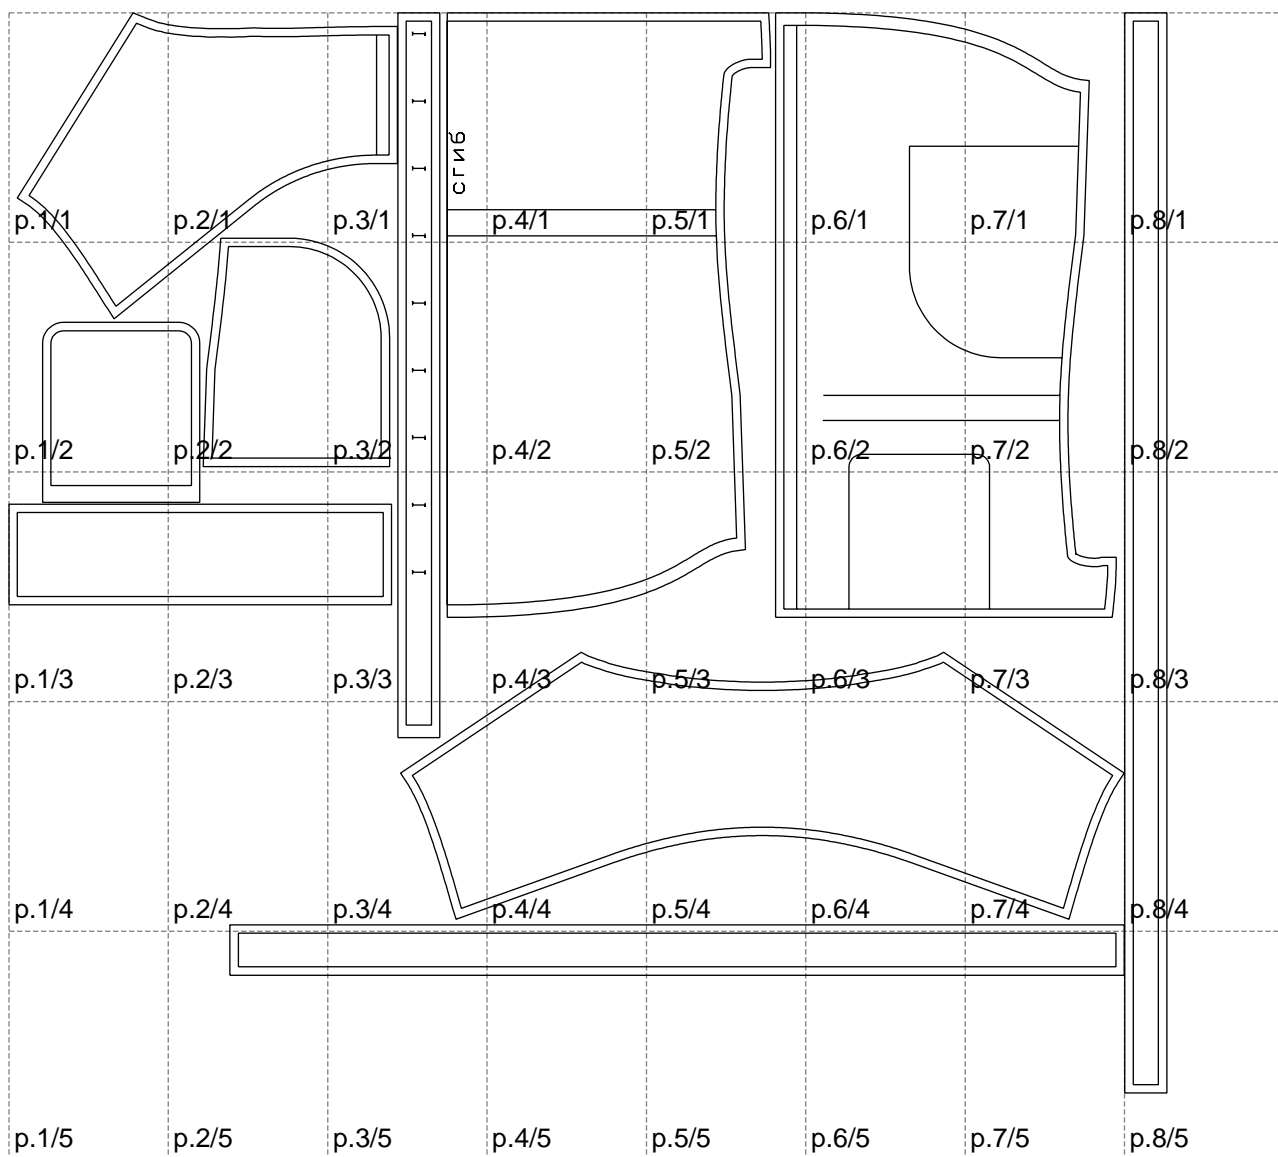 сгиб
p.1/1 p.2/1 p.3/1 p.4/1 p.5/1 p.6/1 p.7/1 p.8/1
p.1/2 p.2/2 p.3/2 p.4/2 p.5/2 p.6/2 p.7/2 p.8/2
p.1/3 p.2/3 p.3/3 p.4/3 p.5/3 p.6/3 p.7/3 p.8/3
p.1/4 p.2/4 p.3/4 p.4/4 p.5/4 p.6/4 p.7/4 p.8/4
p.1/5 p.2/5 p.3/5 p.4/5 p.5/5 p.6/5 p.7/5 p.8/5